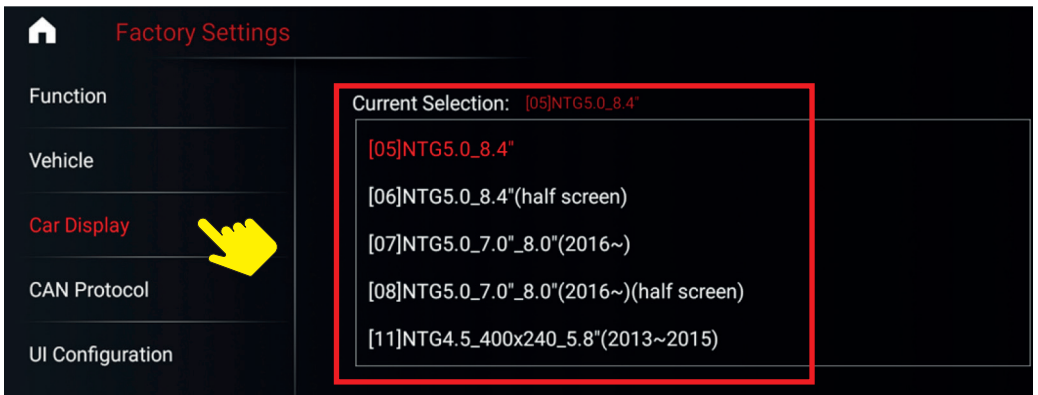 Factory Settings
Function
Vehicle
Car Display
CAN Protocol
UI Configuration
Current Selection: [05]NTG5.0_8.4"
[05]NTG5.0_8.4"
[06]NTG5.0_8.4"(half screen)
[07]NTG5.0_7.0"_8.0"(2016~)
[08]NTG5.0_7.0"_8.0"(2016~)(half screen)
[11]NTG4.5_400x240_5.8"(2013~2015)